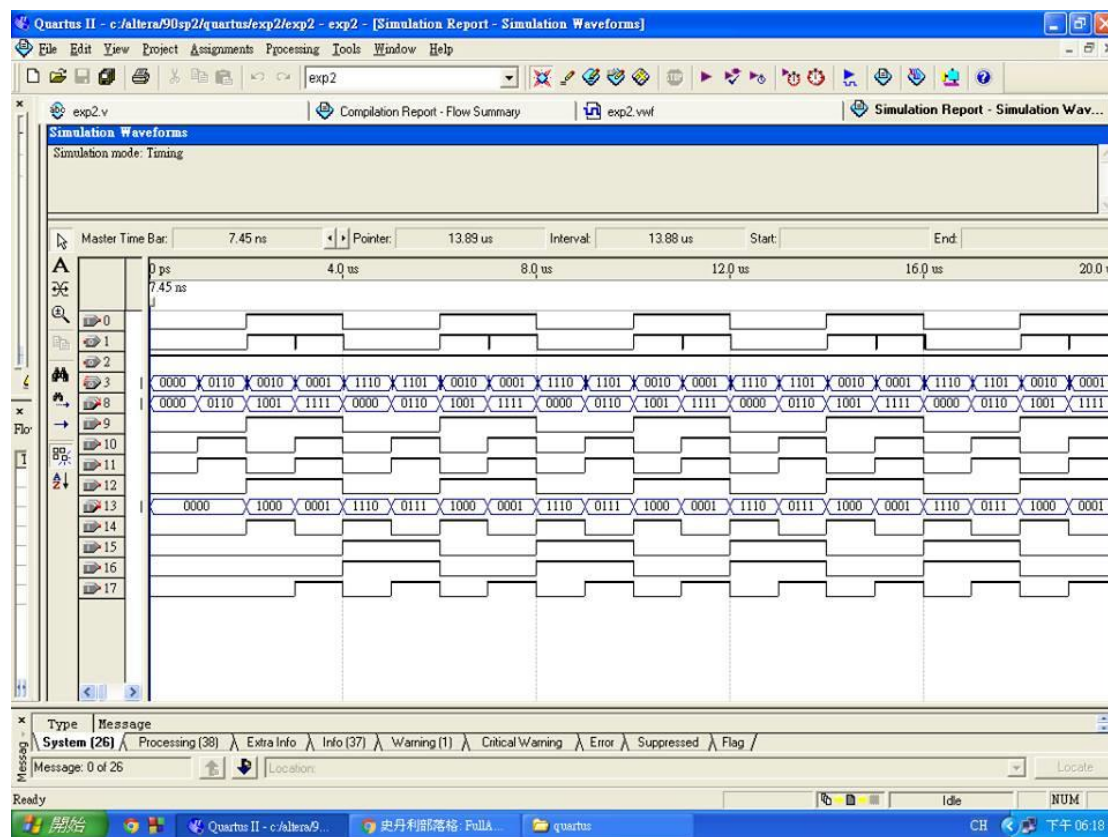 Quartus II - c:/altera/90sp2/quartus/exp2/exp2 - exp2 - [Simulation Report - Simulation Waveforms]
File Edit View Project Assignments Processing Tools Window Help
exp2
exp2.v Compilation Report - Flow Summary exp2.vwf Simulation Report - Simulation Wav...
Simulation Waveforms
Simulation mode: Timing
Master Time Bar: 7.45 ns Pointer: 13.89 us Interval: 13.88 us Start: End:
0 ps 4.0 us 8.0 us 12.0 us 16.0 us 20.0
7.45 ns
0
1
2
3 0000 0110 0010 0001 1110 1101 0010 0001 1110 1101 0010 0001 1110 1101 0010 0001 1110 1101 0010 0001
8 0000 0110 1001 1111 0000 0110 1001 1111 0000 0110 1001 1111 0000 0110 1001 1111 0000 0110 1001 1111
9
10
11
12
13 0000 1000 0001 1110 0111 1000 0001 1110 0111 1000 0001 1110 0111 1000 0001 1110 0111 1000 0001
14
15
16
17
Type Message
System (26) Processing (38) Extra Info Info (37) Warning (1) Critical Warning Error Suppressed Flag
Message: 0 of 26 Location: Locate
Ready Idle NUM
開始 Quartus II - c:/altera/9... 史丹利部落格: FullA... quartus CH 下午 06:18